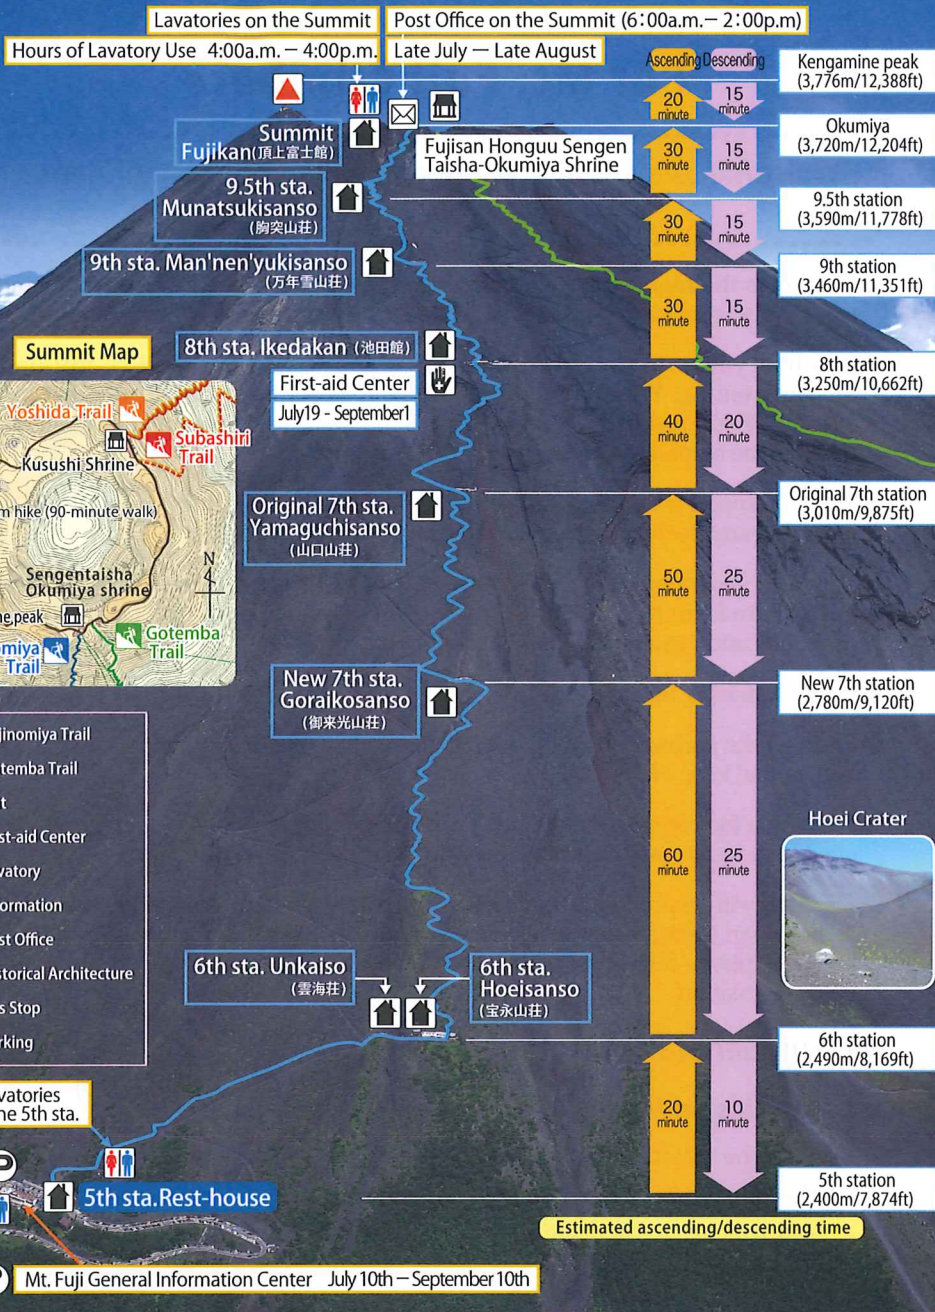 Lavatories on the Summit
Hours of Lavatory Use 4:00a.m. – 4:00p.m.
Post Office on the Summit (6:00a.m. – 2:00p.m)
Late July — Late August
Ascending Descending
Kengamine peak
(3,776m/12,388ft)
20
minute
15
minute
Okumiya
(3,720m/12,204ft)
Summit
Fujikan(頂上富士館)
Fujisan Honguu Sengen
Taisha-Okumiya Shrine
30
minute
15
minute
9.5th sta.
Munatsukisanso
(胸突山荘)
9.5th station
(3,590m/11,778ft)
30
minute
15
minute
9th sta. Man'nen'yukisanso
(万年雪山荘)
9th station
(3,460m/11,351ft)
30
minute
15
minute
8th sta. Ikedakan (池田館)
First-aid Center
July19 - September1
8th station
(3,250m/10,662ft)
40
minute
20
minute
Summit Map
Yoshida Trail
Subashiri
Trail
Kusushi Shrine
hike (90-minute walk)
N
Sengentaisha
Okumiya shrine
peak
Gotemba
Trail
Trail
Original 7th sta.
Yamaguchisanso
(山口山荘)
Original 7th station
(3,010m/9,875ft)
50
minute
25
minute
New 7th sta.
Goraikosanso
(御来光山荘)
New 7th station
(2,780m/9,120ft)
60
minute
25
minute
Trail
Trail
Center
Office
Architecture
Stop
Hoei Crater
6th sta. Unkaiso
(雲海荘)
6th sta.
Hoeisanso
(宝永山荘)
6th station
(2,490m/8,169ft)
20
minute
10
minute
5th sta.
5th sta.Rest-house
5th station
(2,400m/7,874ft)
Estimated ascending/descending time
Mt. Fuji General Information Center July 10th – September 10th